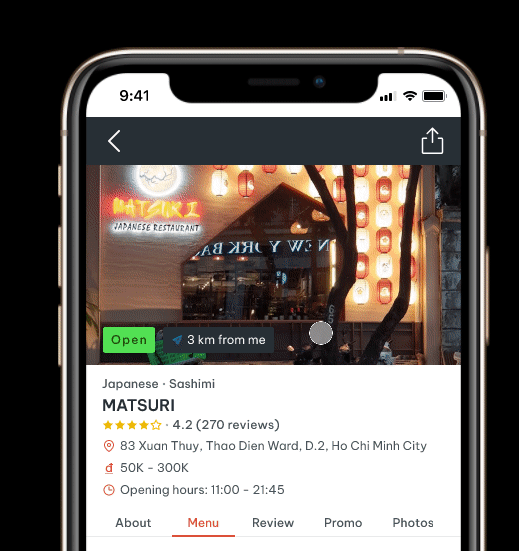 9:41
MATSURI
JAPANESE RESTAURANT
NEW YORK BA
Open
3 km from me
Japanese · Sashimi
MATSURI
· 4.2 (270 reviews)
83 Xuan Thuy, Thao Dien Ward, D.2, Ho Chi Minh City
đ 50K - 300K
Opening hours: 11:00 - 21:45
About Menu Review Promo Photos